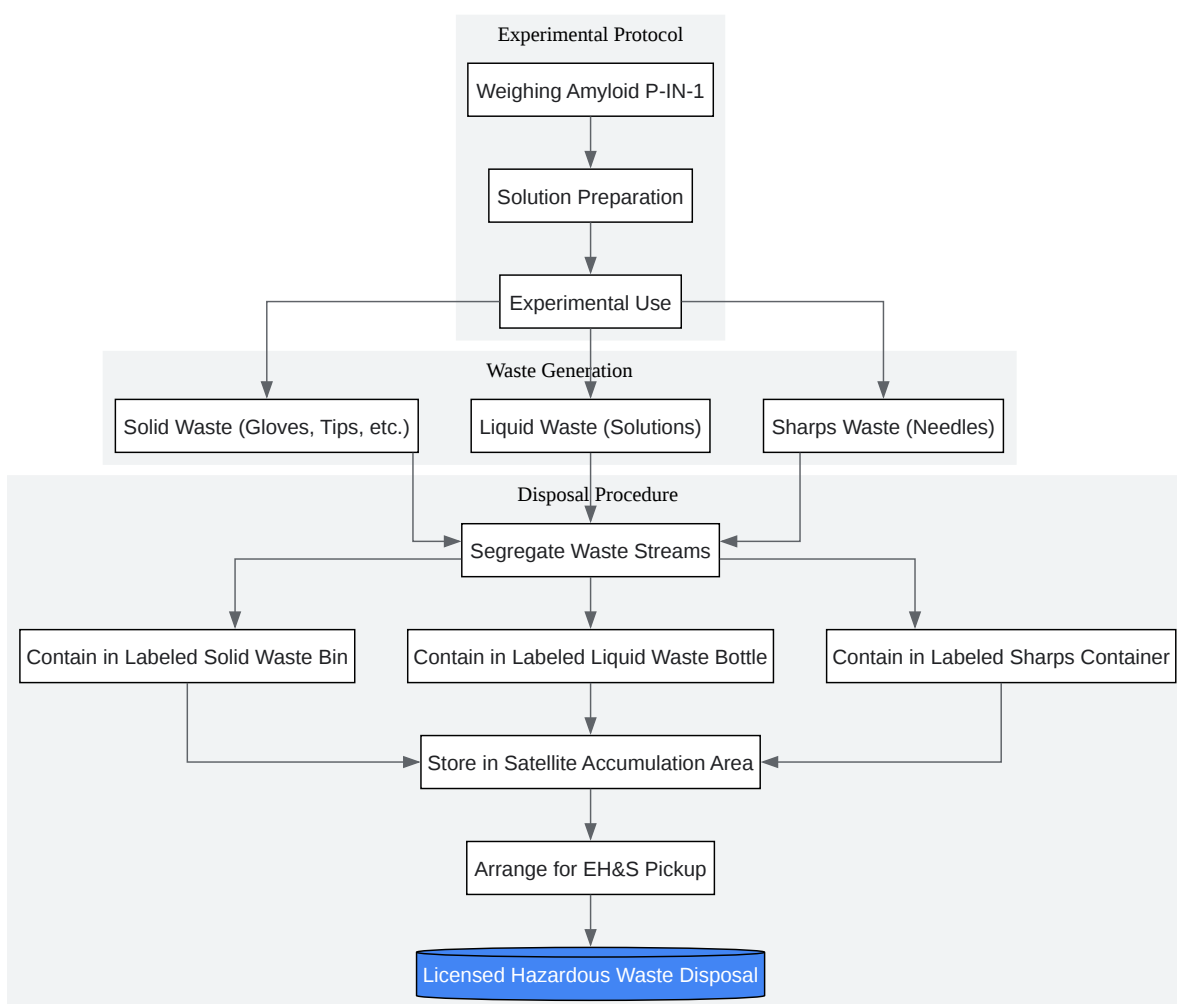 Experimental Protocol
Weighing Amyloid P-IN-1
Solution Preparation
Experimental Use
Waste Generation
Solid Waste (Gloves, Tips, etc.)
Liquid Waste (Solutions)
Sharps Waste (Needles)
Disposal Procedure
Segregate Waste Streams
Contain in Labeled Solid Waste Bin
Contain in Labeled Liquid Waste Bottle
Contain in Labeled Sharps Container
Store in Satellite Accumulation Area
Arrange for EH&S Pickup
Licensed Hazardous Waste Disposal